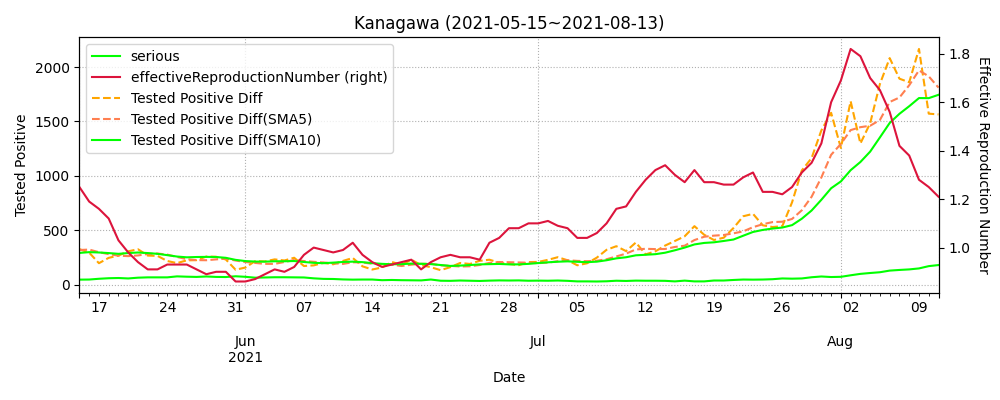 Kanagawa (2021-05-15~2021-08-13)
serious
effectiveReproductionNumber (right)
Tested Positive Diff
Tested Positive Diff(SMA5)
Tested Positive Diff(SMA10)
Tested Positive
2000
1500
1000
500
0
1.8
1.6
1.4
1.2
1.0
Effective Reproduction Number
17 24 31 07 14 21 28 05 12 19 26 02 09
Jun Jul Aug
2021
Date